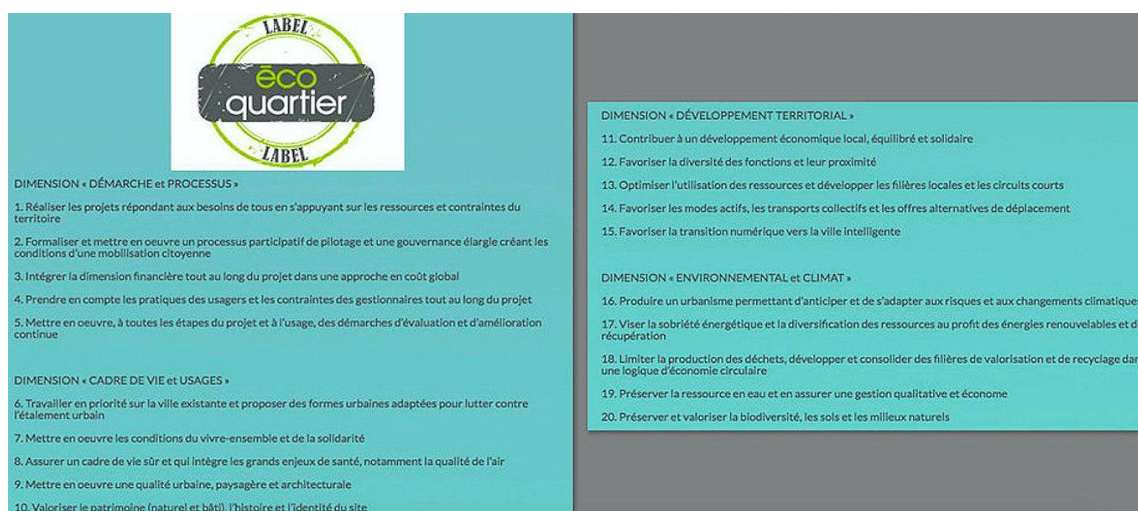 LABEL
éco
quartier
LABEL
DIMENSION « DÉMARCHE et PROCESSUS »
1. Réaliser les projets répondant aux besoins de tous en s'appuyant sur les ressources et contraintes du
territoire
2. Formaliser et mettre en oeuvre un processus participatif de pilotage et une gouvernance élargie créant les
conditions d'une mobilisation citoyenne
3. Intégrer la dimension financière tout au long du projet dans une approche en coût global
4. Prendre en compte les pratiques des usagers et les contraintes des gestionnaires tout au long du projet
5. Mettre en oeuvre, à toutes les étapes du projet et à l'usage, des démarches d'évaluation et d'amélioration
continue
DIMENSION « CADRE DE VIE et USAGES »
6. Travailler en priorité sur la ville existante et proposer des formes urbaines adaptées pour lutter contre
l'étalement urbain
7. Mettre en oeuvre les conditions du vivre-ensemble et de la solidarité
8. Assurer un cadre de vie sûr et qui intègre les grands enjeux de santé, notamment la qualité de l'air
9. Mettre en oeuvre une qualité urbaine, paysagère et architecturale
10. Valoriser le patrimoine (naturel et bâti), l'histoire et l'identité du site
DIMENSION « DÉVELOPPEMENT TERRITORIAL »
11. Contribuer à un développement économique local, équilibré et solidaire
12. Favoriser la diversité des fonctions et leur proximité
13. Optimiser l'utilisation des ressources et développer les filières locales et les circuits courts
14. Favoriser les modes actifs, les transports collectifs et les offres alternatives de déplacement
15. Favoriser la transition numérique vers la ville intelligente
DIMENSION « ENVIRONNEMENTAL et CLIMAT »
16. Produire un urbanisme permettant d'anticiper et de s'adapter aux risques et aux changements climatiques
17. Viser la sobriété énergétique et la diversification des ressources au profit des énergies renouvelables et
récupération
18. Limiter la production des déchets, développer et consolider des filières de valorisation et de recyclage
une logique d'économie circulaire
19. Préserver la ressource en eau et en assurer une gestion qualitative et économe
20. Préserver et valoriser la biodiversité, les sols et les milieux naturels